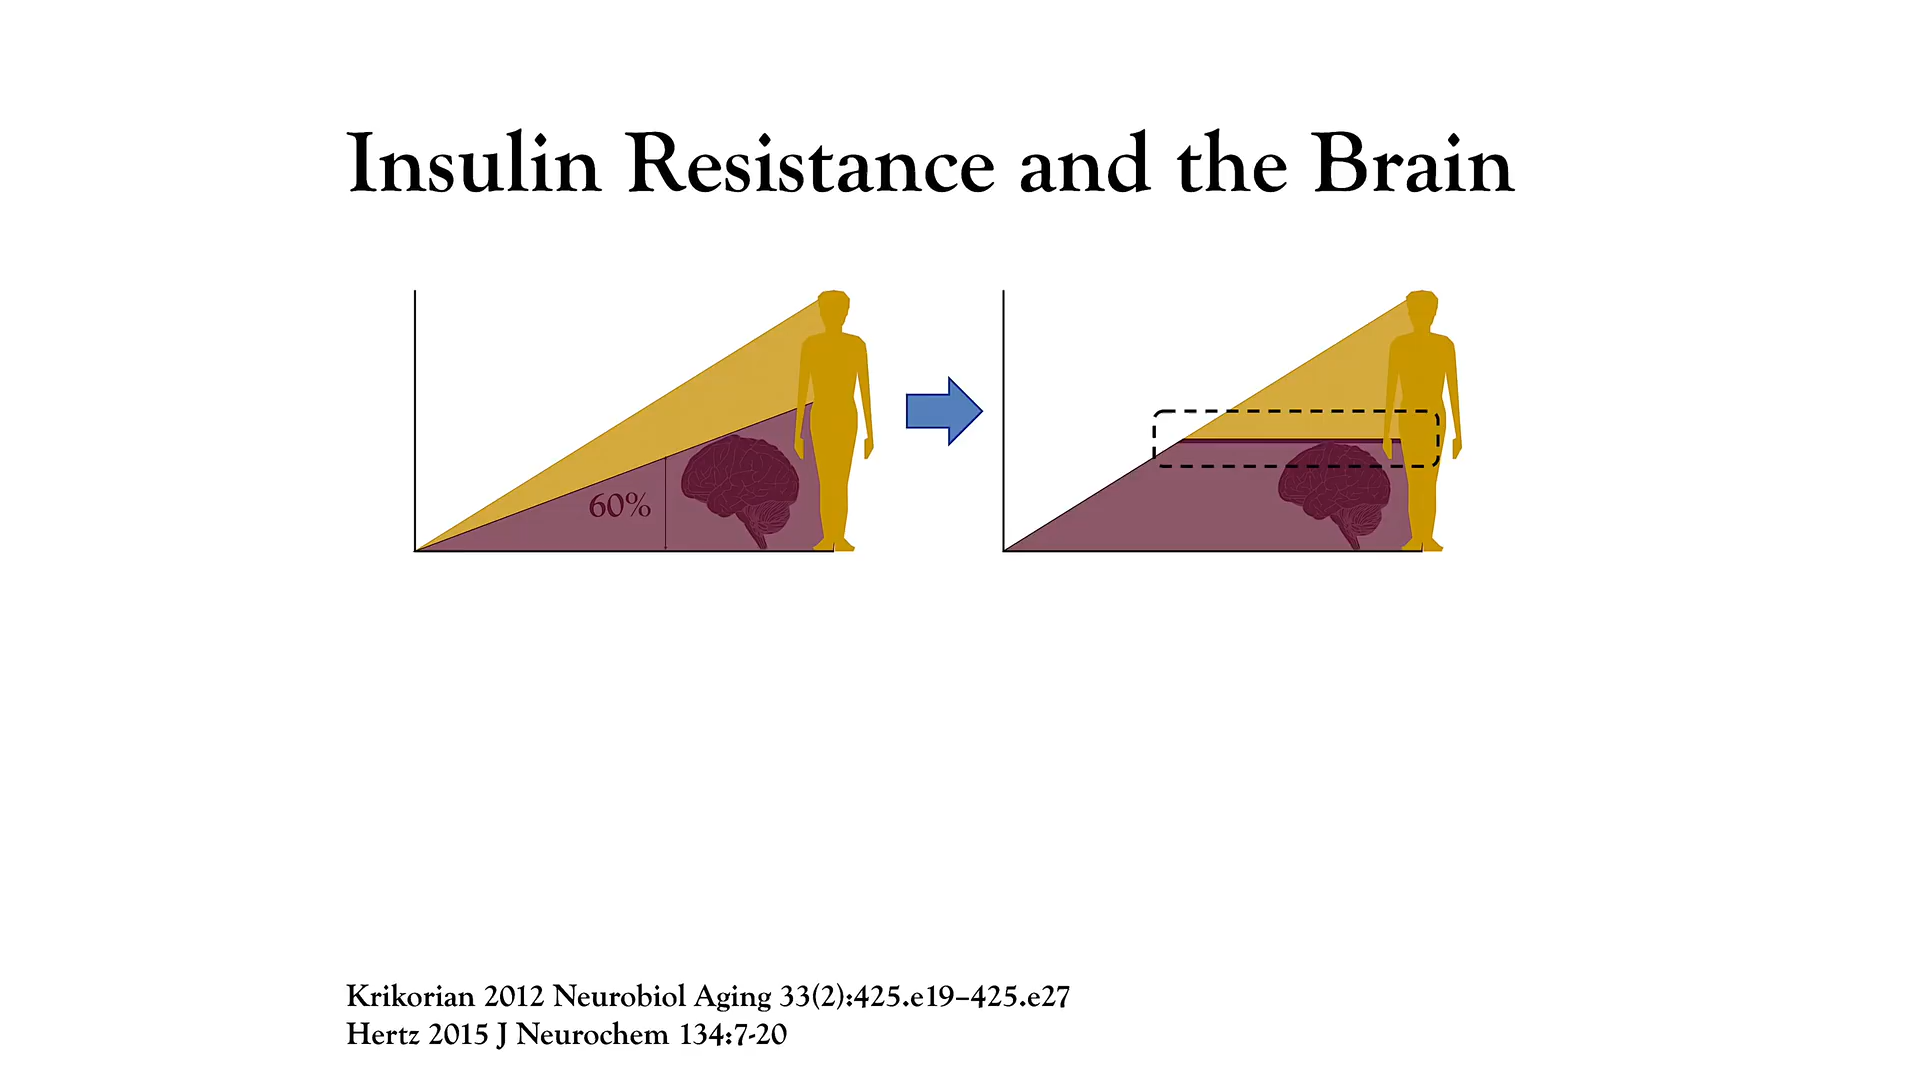 Insulin Resistance and the Brain
60%
Krikorian 2012 Neurobiol Aging 33(2):425.e19–425.e27
Hertz 2015 J Neurochem 134:7-20